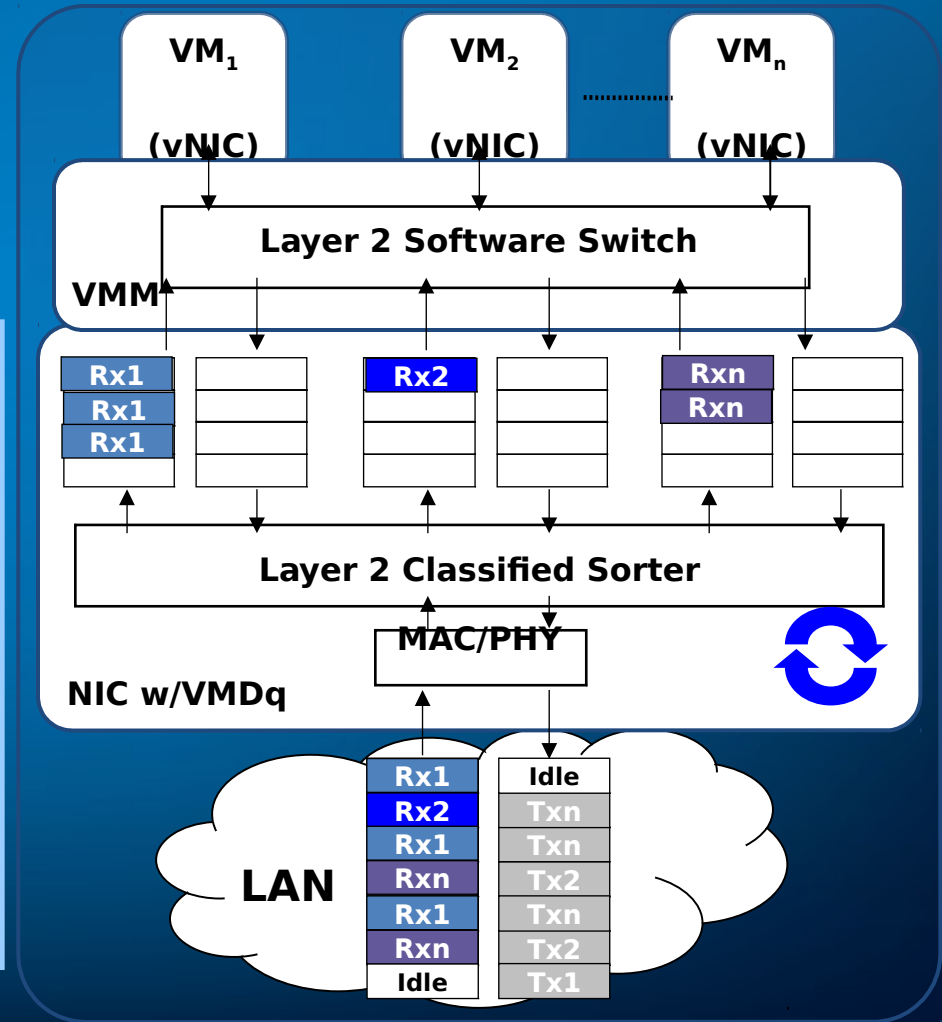 VM1 VM2 VMn
(vNIC) (vNIC) (vNIC)
Layer 2 Software Switch
VMM
Rx1 Rx2 Rxn
Rx1 Rxn
Rx1
Layer 2 Classified Sorter
MAC/PHY
NIC w/VMDq
Rx1 Idle
Rx2 Txn
Rx1 Txn
Rxn Tx2
LAN
Rx1 Txn
Rxn Tx2
Idle Tx1